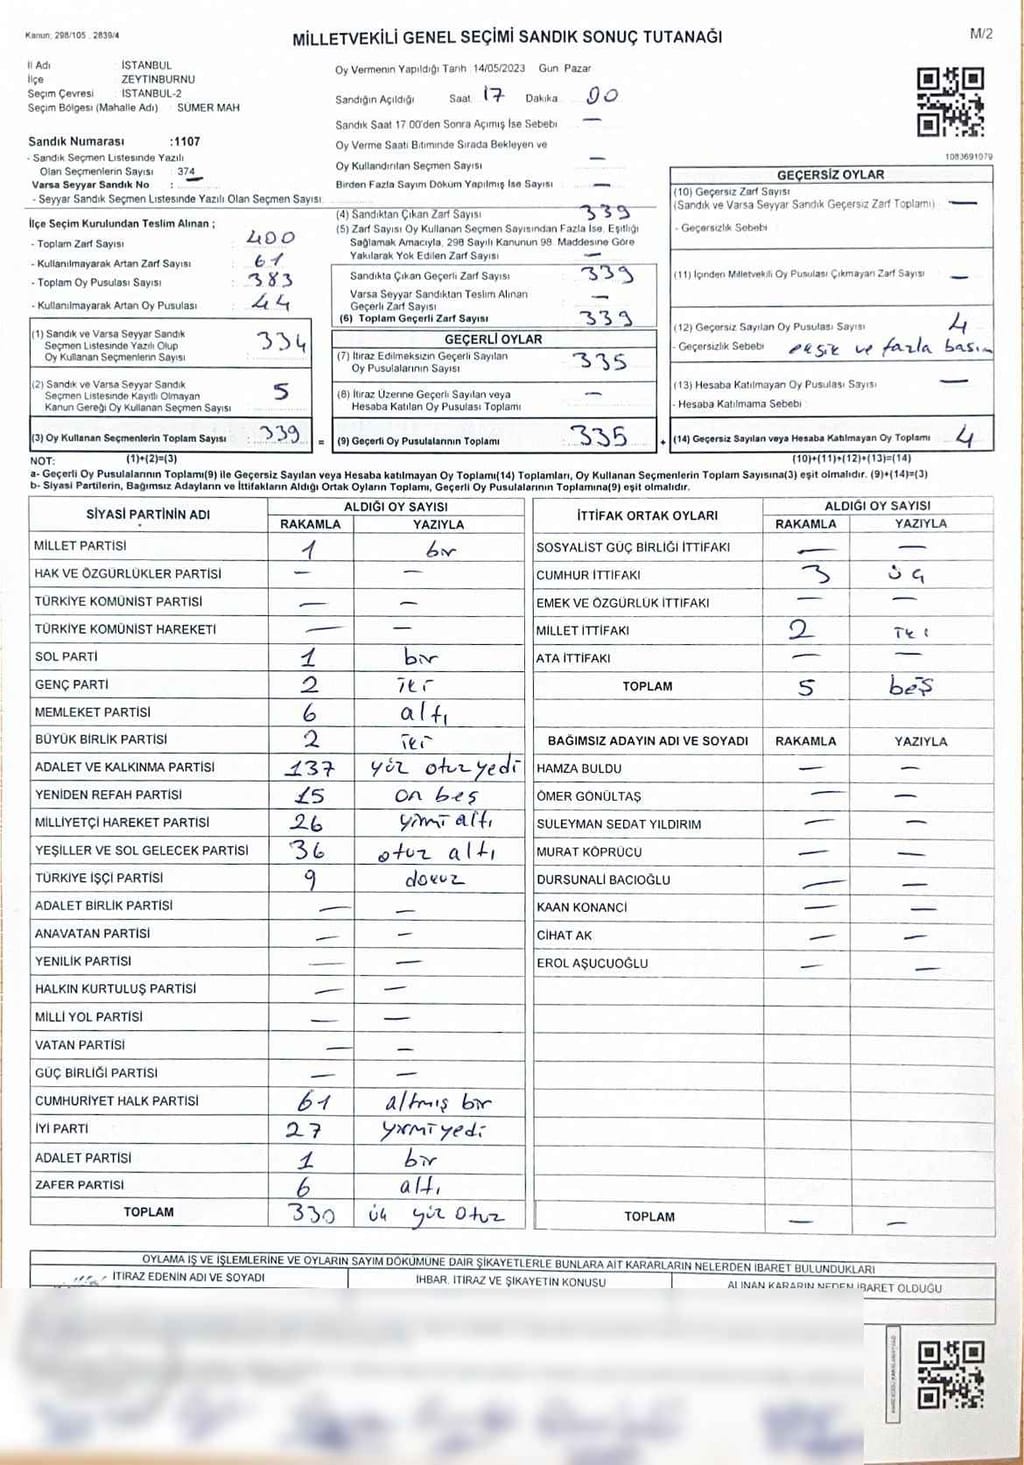 Kanun: 298/105 . 2839/4
MİLLETVEKİLİ GENEL SEÇİMİ SANDIK SONUÇ TUTANAĞI
M/2
İl Adı İSTANBUL
İlçe ZEYTİNBURNU
Seçim Çevresi : İSTANBUL-2
Seçim Bölgesi (Mahalle Adı) : SÜMER MAH
Sandık Numarası :1107
- Sandık Seçmen Listesinde Yazılı
Olan Seçmenlerin Sayısı : 374
Varsa Seyyar Sandık No : —
- Seyyar Sandık Seçmen Listesinde Yazılı Olan Seçmen Sayısı:
Oy Vermenin Yapıldığı Tarih 14/05/2023 Gün Pazar
Sandığın Açıldığı Saat 17 Dakika 00
Sandık Saat 17.00'den Sonra Açılmış İse Sebebi —
Oy Verme Saati Bitiminde Sırada Bekleyen ve
Oy Kullandırılan Seçmen Sayısı —
Birden Fazla Sayım Döküm Yapılmış İse Sayısı —
1083691079
İlçe Seçim Kurulundan Teslim Alınan ;
- Toplam Zarf Sayısı : 400
- Kullanılmayarak Artan Zarf Sayısı : 61
- Toplam Oy Pusulası Sayısı : 383
- Kullanılmayarak Artan Oy Pusulası : 44
(1) Sandık ve Varsa Seyyar Sandık
Seçmen Listesinde Yazılı Olup
Oy Kullanan Seçmenlerin Sayısı : 334
(2) Sandık ve Varsa Seyyar Sandık
Seçmen Listesinde Kayıtlı Olmayan
Kanun Gereği Oy Kullanan Seçmen Sayısı : 5
(3) Oy Kullanan Seçmenlerin Toplam Sayısı : 339
(4) Sandıktan Çıkan Zarf Sayısı 339
(5) Zarf Sayısı Oy Kullanan Seçmen Sayısından Fazla İse, Eşitliği
Sağlamak Amacıyla, 298 Sayılı Kanunun 98. Maddesine Göre
Yakılarak Yok Edilen Zarf Sayısı —
Sandıkta Çıkan Geçerli Zarf Sayısı : 339
Varsa Seyyar Sandıktan Teslim Alınan
Geçerli Zarf Sayısı : —
(6) Toplam Geçerli Zarf Sayısı : 339
GEÇERLİ OYLAR
(7) İtiraz Edilmeksizin Geçerli Sayılan
Oy Pusulalarının Sayısı : 335
(8) İtiraz Üzerine Geçerli Sayılan veya
Hesaba Katılan Oy Pusulası Toplamı : —
= (9) Geçerli Oy Pusulalarının Toplamı : 335
GEÇERSİZ OYLAR
(10) Geçersiz Zarf Sayısı
(Sandık ve Varsa Seyyar Sandık Geçersiz Zarf Toplamı) : —
- Geçersizlik Sebebi :
(11) İçinden Milletvekili Oy Pusulası Çıkmayan Zarf Sayısı : —
(12) Geçersiz Sayılan Oy Pusulası Sayısı : 4
- Geçersizlik Sebebi : eksik ve fazla basım
(13) Hesaba Katılmayan Oy Pusulası Sayısı : —
- Hesaba Katılmama Sebebi :
+ (14) Geçersiz Sayılan veya Hesaba Katılmayan Oy Toplamı : 4
NOT: (1)+(2)=(3) (10)+(11)+(12)+(13)=(14)
a- Geçerli Oy Pusulalarının Toplamı(9) ile Geçersiz Sayılan veya Hesaba katılmayan Oy Toplamı(14) Toplamları, Oy Kullanan Seçmenlerin Toplam Sayısına(3) eşit olmalıdır. (9)+(14)=(3)
b- Siyasi Partilerin, Bağımsız Adayların ve İttifakların Aldığı Ortak Oyların Toplamı, Geçerli Oy Pusulalarının Toplamına(9) eşit olmalıdır.
SİYASİ PARTİNİN ADI ALDIĞI OY SAYISI
RAKAMLA YAZIYLA
MİLLET PARTİSİ 1 bir
HAK VE ÖZGÜRLÜKLER PARTİSİ — —
TÜRKİYE KOMÜNİST PARTİSİ — —
TÜRKİYE KOMÜNİST HAREKETİ — —
SOL PARTİ 1 bir
GENÇ PARTİ 2 iki
MEMLEKET PARTİSİ 6 altı
BÜYÜK BİRLİK PARTİSİ 2 iki
ADALET VE KALKINMA PARTİSİ 137 yüz otuz yedi
YENİDEN REFAH PARTİSİ 15 on beş
MİLLİYETÇİ HAREKET PARTİSİ 26 yirmi altı
YEŞİLLER VE SOL GELECEK PARTİSİ 36 otuz altı
TÜRKİYE İŞÇİ PARTİSİ 9 dokuz
ADALET BİRLİK PARTİSİ — —
ANAVATAN PARTİSİ — —
YENİLİK PARTİSİ — —
HALKIN KURTULUŞ PARTİSİ — —
MİLLİ YOL PARTİSİ — —
VATAN PARTİSİ — —
GÜÇ BİRLİĞİ PARTİSİ — —
CUMHURİYET HALK PARTİSİ 61 altmış bir
İYİ PARTİ 27 yirmi yedi
ADALET PARTİSİ 1 bir
ZAFER PARTİSİ 6 altı
TOPLAM 330 üç yüz otuz
İTTİFAK ORTAK OYLARI ALDIĞI OY SAYISI
RAKAMLA YAZIYLA
SOSYALİST GÜÇ BİRLİĞİ İTTİFAKI — —
CUMHUR İTTİFAKI 3 üç
EMEK VE ÖZGÜRLÜK İTTİFAKI — —
MİLLET İTTİFAKI 2 iki
ATA İTTİFAKI — —
TOPLAM 5 beş
BAĞIMSIZ ADAYIN ADI VE SOYADI RAKAMLA YAZIYLA
HAMZA BULDU — —
ÖMER GÖNÜLTAŞ — —
SÜLEYMAN SEDAT YILDIRIM — —
MURAT KÖPRÜCÜ — —
DURSUNALİ BACIOĞLU — —
KAAN KONANCİ — —
CİHAT AK — —
EROL AŞUCUOĞLU — —
TOPLAM — —
OYLAMA İŞ VE İŞLEMLERİNE VE OYLARIN SAYIM DÖKÜMÜNE DAİR ŞİKAYETLERLE BUNLARA AİT KARARLARIN NELERDEN İBARET BULUNDUKLARI
İTİRAZ EDENİN ADI VE SOYADI İHBAR, İTİRAZ VE ŞİKAYETİN KONUSU ALINAN KARARIN NEDEN İBARET OLDUĞU